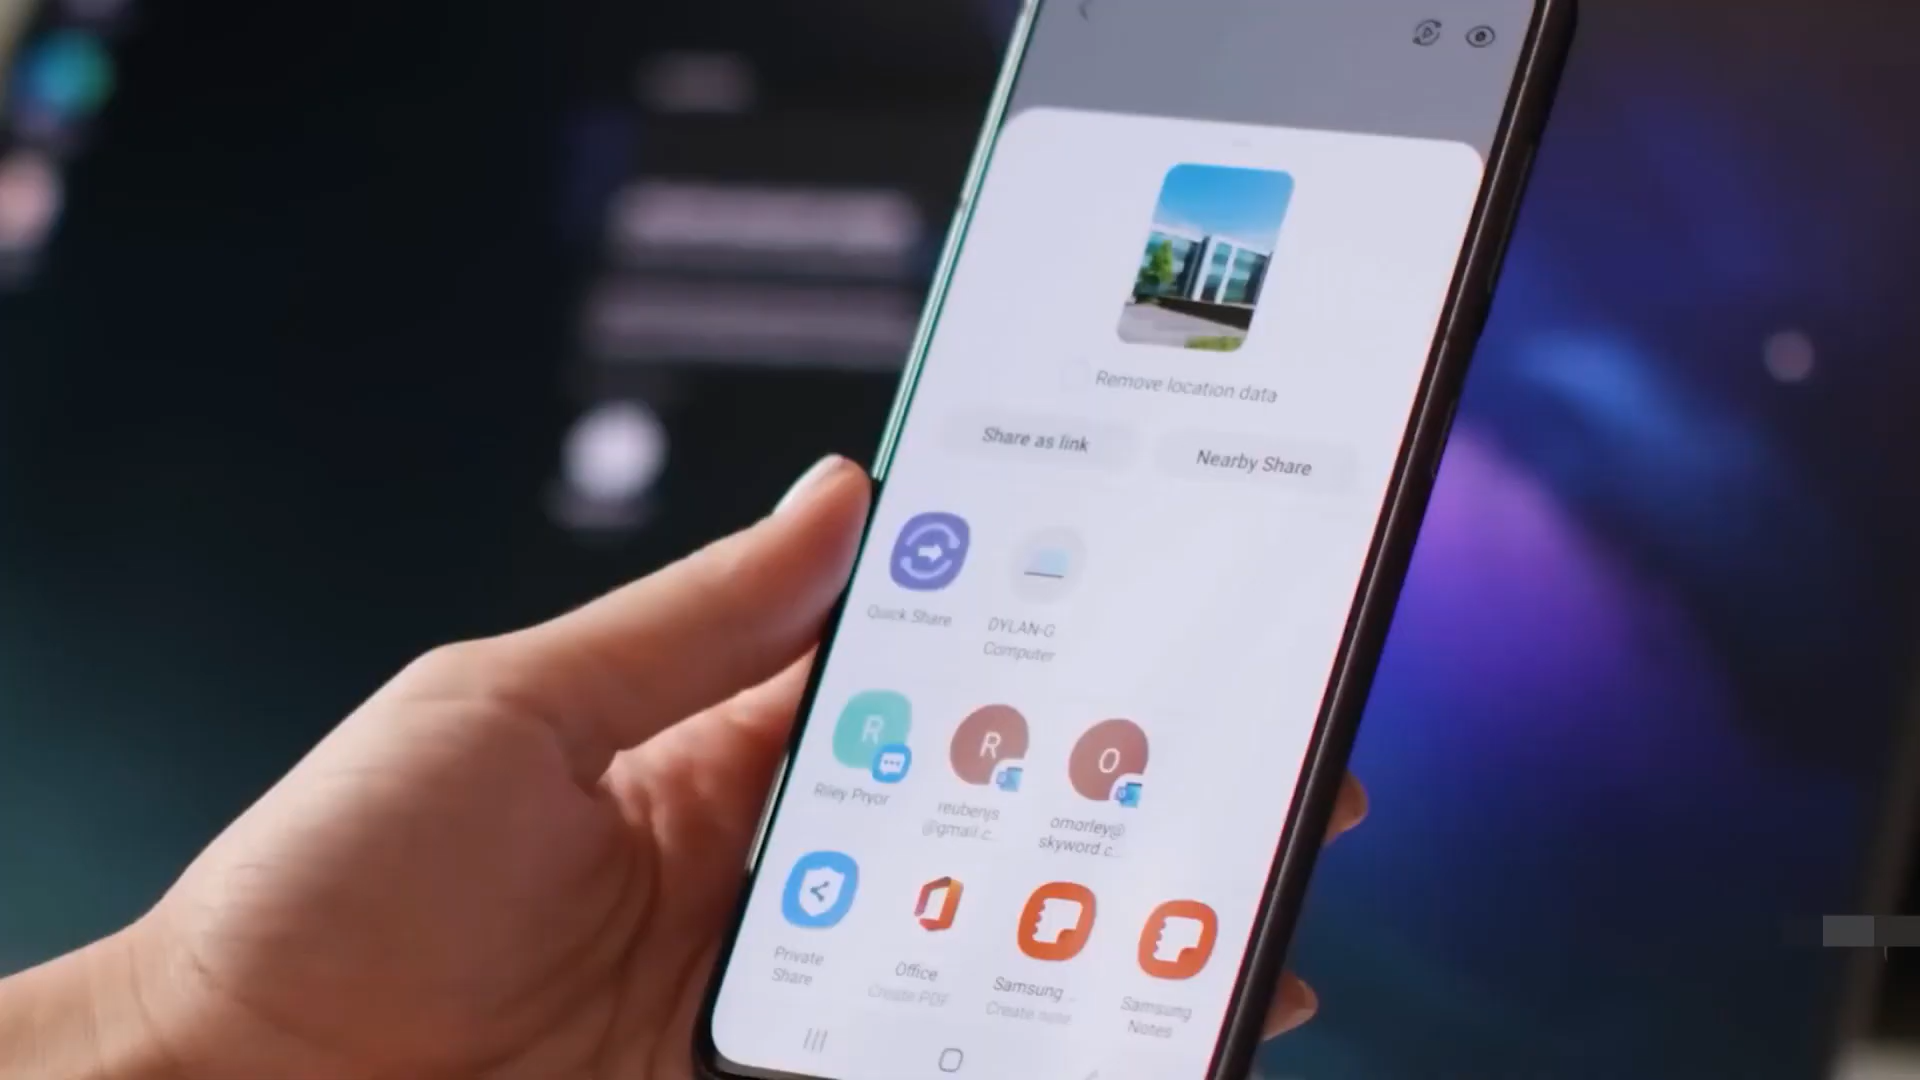 Remove location data
Share as link
Nearby Share
Quick Share
DYLAN-G
Computer
R
R
O
Riley Pryor
reubenjs
@gmail.c...
omorley@
skyword.c...
Private
Share
Office
Create PDF
Samsung ...
Create note
Samsung
Notes